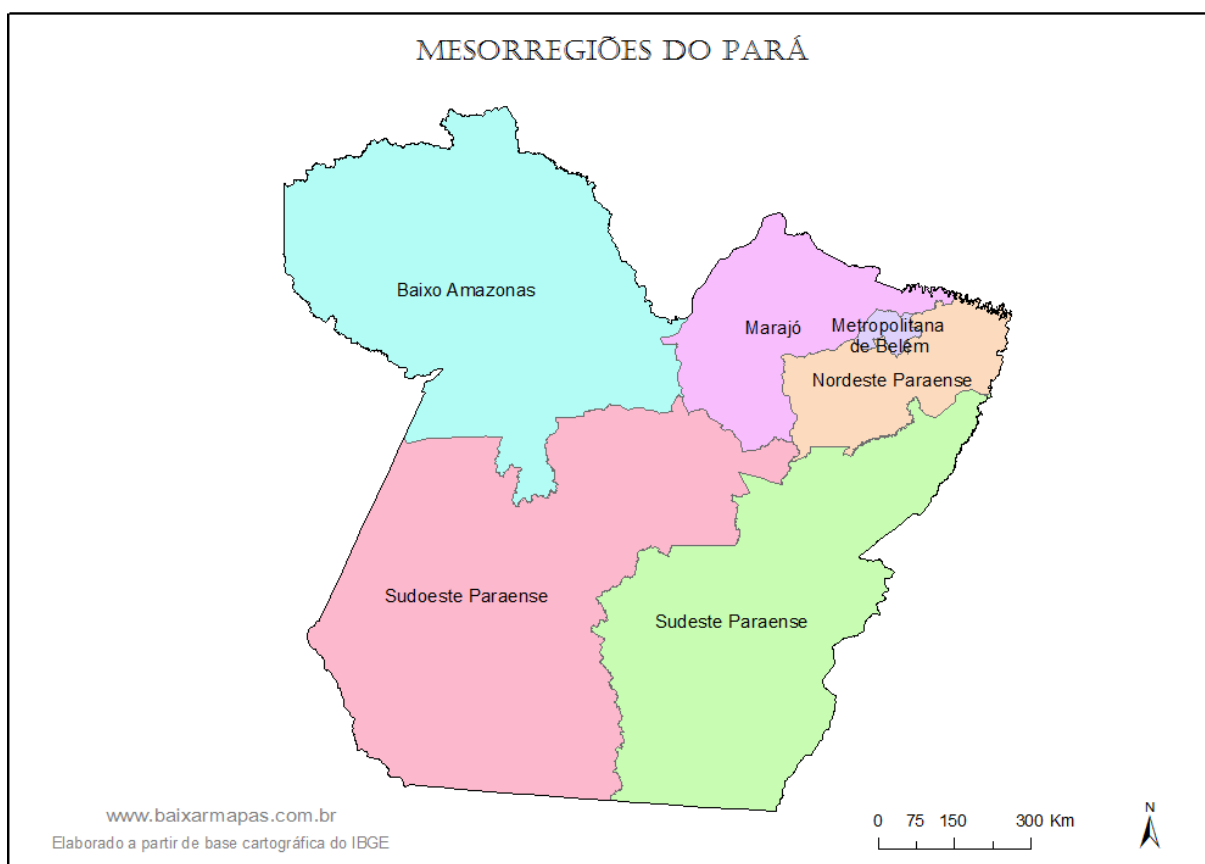 MESORREGIÕES DO PARÁ
Baixo Amazonas
Marajó
Metropolitana
de Belém
Nordeste Paraense
Sudoeste Paraense
Sudeste Paraense
www.baixarmapas.com.br
Elaborado a partir de base cartográfica do IBGE
0 75 150 300 Km
N